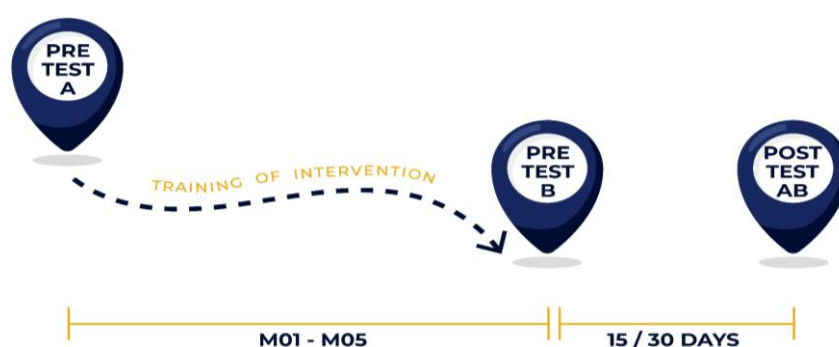 PRE
TEST
A
TRAINING OF INTERVENTION
PRE
TEST
B
POST
TEST
AB
M01 - M05
15 / 30 DAYS